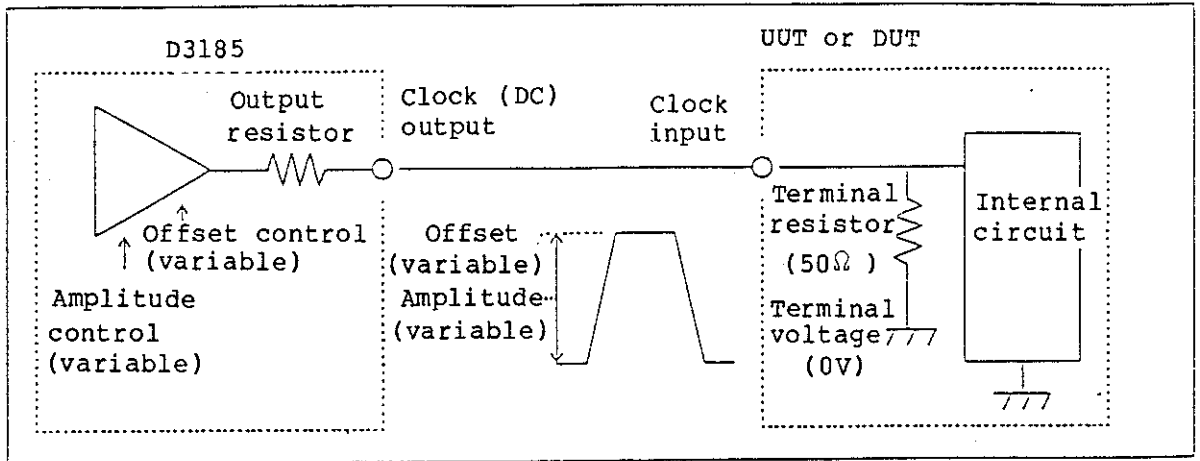 D3185
UUT or DUT
Output
resistor
Clock (DC)
output
Clock
input
Offset control
(variable)
Amplitude
control
(variable)
Offset
(variable)
Amplitude
(variable)
Terminal
resistor
(50Ω)
Terminal
voltage
(0V)
Internal
circuit